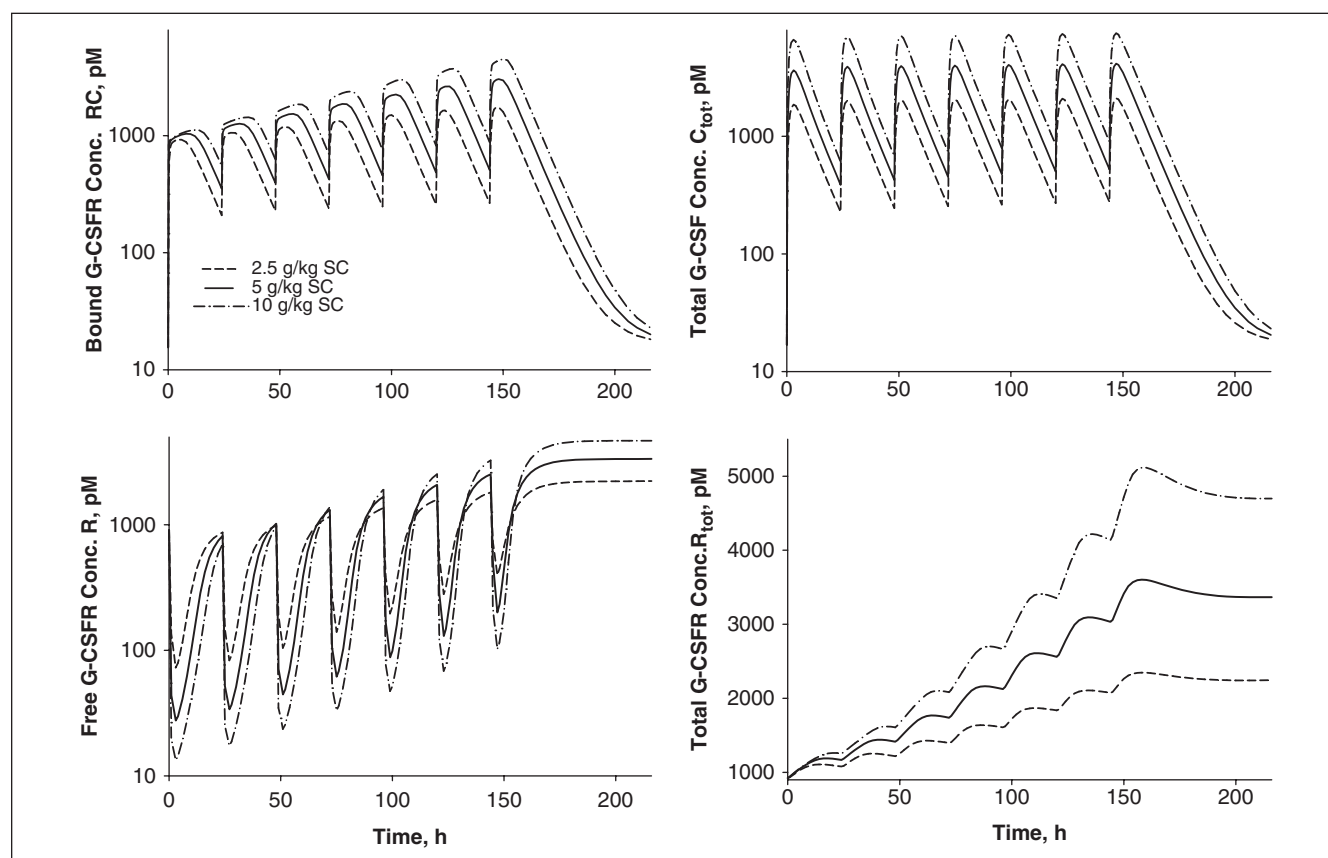 Bound G-CSFR Conc. RC, pM
1000
100
10
0 50 100 150 200
2.5 g/kg SC
5 g/kg SC
10 g/kg SC
Total G-CSF Conc. Ctot, pM
1000
100
10
0 50 100 150 200
Free G-CSFR Conc. R, pM
1000
100
10
0 50 100 150 200
Time, h
Total G-CSFR Conc.Rtot, pM
5000
4000
3000
2000
1000
0 50 100 150 200
Time, h